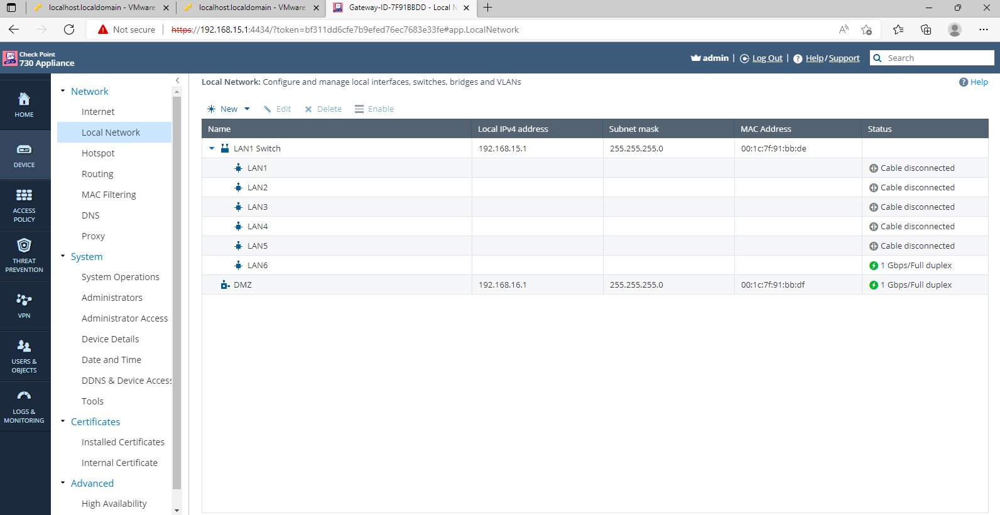 localhost.localdomain - VMware
localhost.localdomain - VMware
Gateway-ID-7F91BBDD - Local N
Not secure
https://192.168.15.1:4434/?token=bf311dd6cfe7b9efed76ec7683e33fe#app.LocalNetwork
Check Point
730 Appliance
admin | Log Out | Help / Support
Search
HOME
DEVICE
ACCESS
POLICY
THREAT
PREVENTION
VPN
USERS &
OBJECTS
LOGS &
MONITORING
Network
Internet
Local Network
Hotspot
Routing
MAC Filtering
DNS
Proxy
System
System Operations
Administrators
Administrator Access
Device Details
Date and Time
DDNS & Device Access
Tools
Certificates
Installed Certificates
Internal Certificate
Advanced
High Availability
Local Network: Configure and manage local interfaces, switches, bridges and VLANs
Help
New Edit Delete Enable
Name Local IPv4 address Subnet mask MAC Address Status
LAN1 Switch 192.168.15.1 255.255.255.0 00:1c:7f:91:bb:de
LAN1 Cable disconnected
LAN2 Cable disconnected
LAN3 Cable disconnected
LAN4 Cable disconnected
LAN5 Cable disconnected
LAN6 1 Gbps/Full duplex
DMZ 192.168.16.1 255.255.255.0 00:1c:7f:91:bb:df 1 Gbps/Full duplex